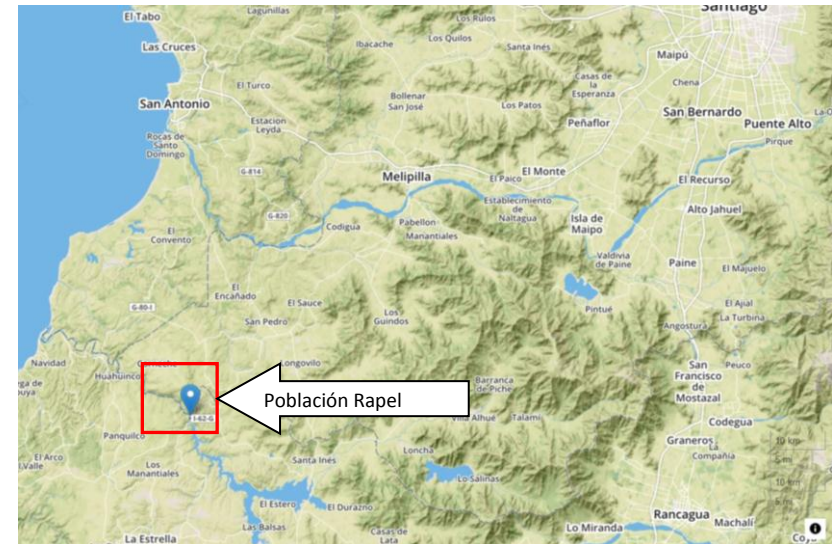 El Tabo
Lagunillas
Los Rulos
Santiago
Las Cruces
Ibacache
Los Quilos
Santa Inés
Maipú
El Turco
Casas de
la
Esperanza
Chena
Bollenar
San José
Los Patos
San Antonio
Estacion
Leyda
Peñaflor
San Bernardo
Puente Alto
Rocas de
Santo
Domingo
Pirque
G-814
Melipilla
El Paico
El Monte
El Recurso
Establecimiento
de
Naltagua
G-820
Codigua
Pabellon
Manantiales
Isla de
Maipo
Alto Jahuel
El
Convento
Valdivia
de Paine
Paine
El Majuelo
El
Encañado
El Sauce
G-80-I
San Pedro
Los
Guindos
Pintué
El Ajial
La Turbina
Angostura
Navidad
Longovilo
San
Francisco
de
Mostazal
Peuco
Huahuinco
Población Rapel
Barranca
de Piche
I-62-G
Villa Alhué
Talami
Codegua
Panquilco
Graneros
La
Compañia
10 km
5 mi
El Arco
Los
Manantiales
Santa Inés
Loncha
Lo Salinas
El Estero
El Durazno
Rancagua
Machalí
Lo Miranda
La Estrella
Las Balsas
Casas de
Lata